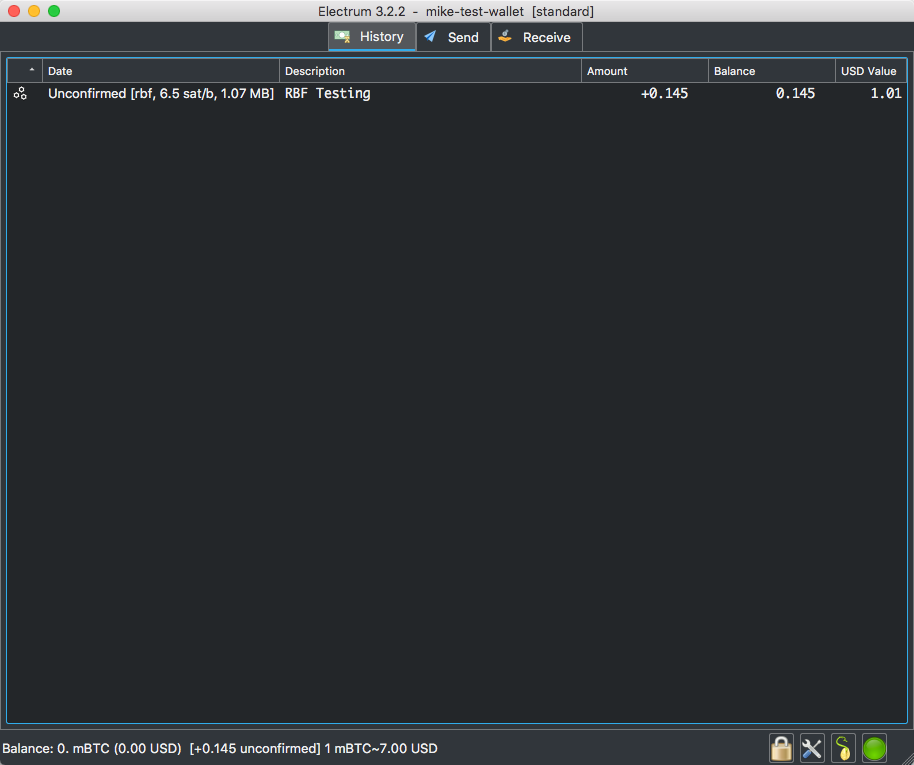 Electrum 3.2.2 - mike-test-wallet [standard]
History Send Receive
Date Description Amount Balance USD Value
Unconfirmed [rbf, 6.5 sat/b, 1.07 MB] RBF Testing +0.145 0.145 1.01
Balance: 0. mBTC (0.00 USD) [+0.145 unconfirmed] 1 mBTC~7.00 USD